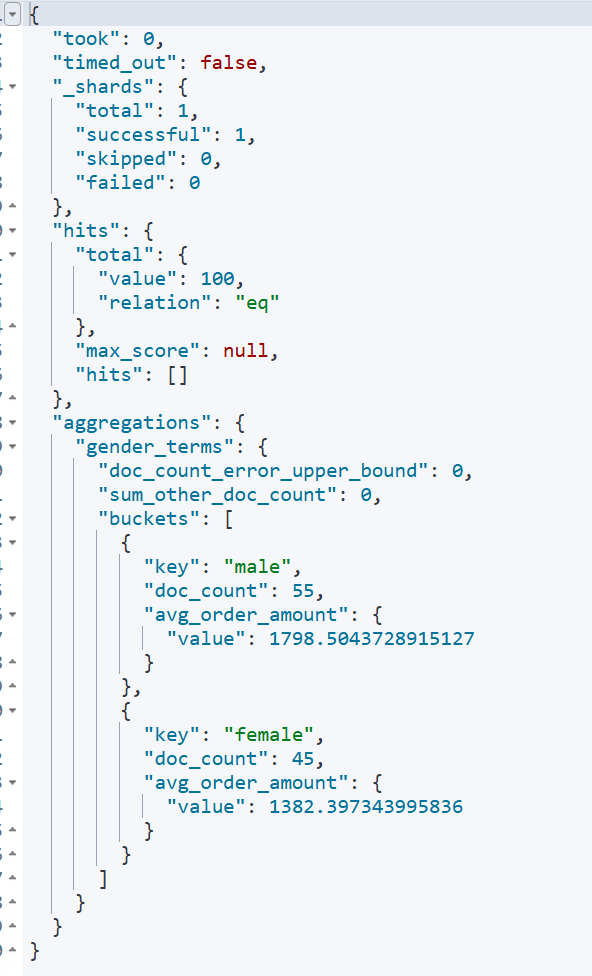 {
"took": 0,
"timed_out": false,
"_shards": {
"total": 1,
"successful": 1,
"skipped": 0,
"failed": 0
},
"hits": {
"total": {
"value": 100,
"relation": "eq"
},
"max_score": null,
"hits": []
},
"aggregations": {
"gender_terms": {
"doc_count_error_upper_bound": 0,
"sum_other_doc_count": 0,
"buckets": [
{
"key": "male",
"doc_count": 55,
"avg_order_amount": {
"value": 1798.5043728915127
}
},
{
"key": "female",
"doc_count": 45,
"avg_order_amount": {
"value": 1382.397343995836
}
}
]
}
}
}